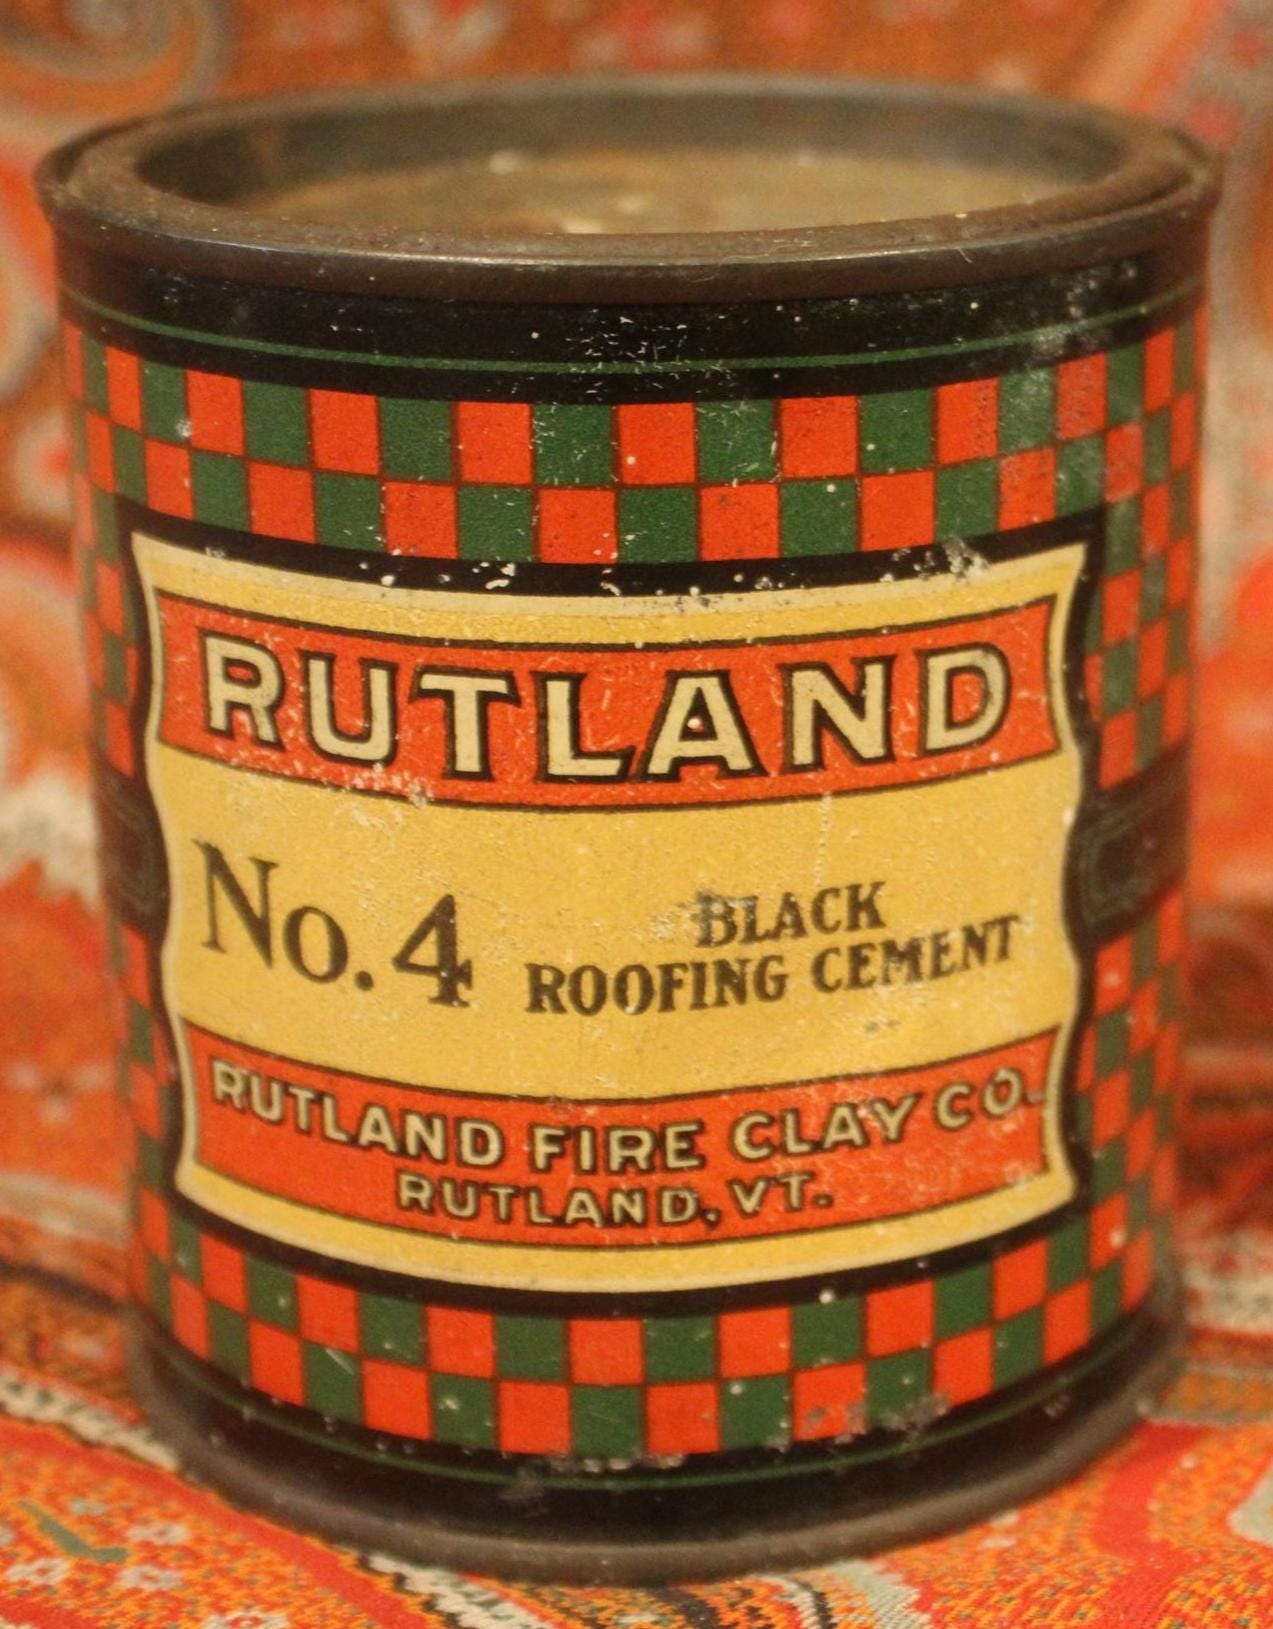 RUTLAND
No. 4 BLACK
ROOFING CEMENT
RUTLAND FIRE CLAY CO.
RUTLAND, VT.